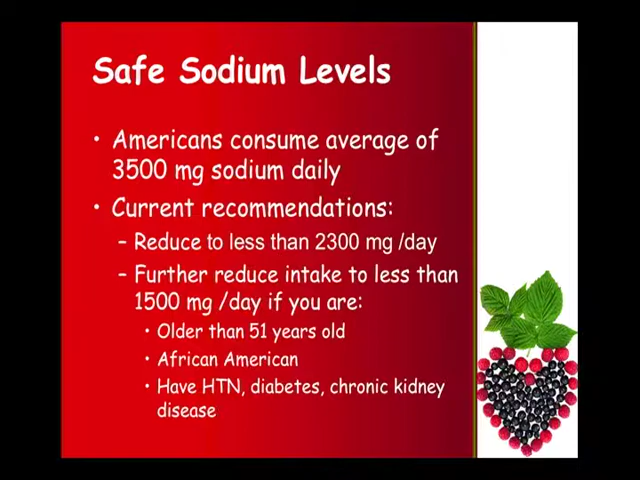 Safe Sodium Levels
• Americans consume average of
3500 mg sodium daily
• Current recommendations:
– Reduce to less than 2300 mg /day
– Further reduce intake to less than
1500 mg /day if you are:
• Older than 51 years old
• African American
• Have HTN, diabetes, chronic kidney
disease